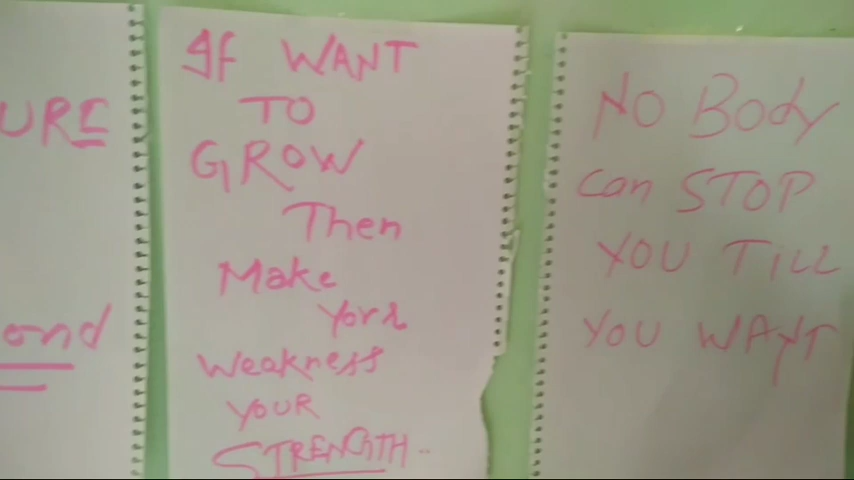 URE
ond
If WANT
TO
GROW
Then
Make
Your
Weakness
YOUR
STRENGTH..
NO BODY
Can STOP
YOU TILL
YOU WANT